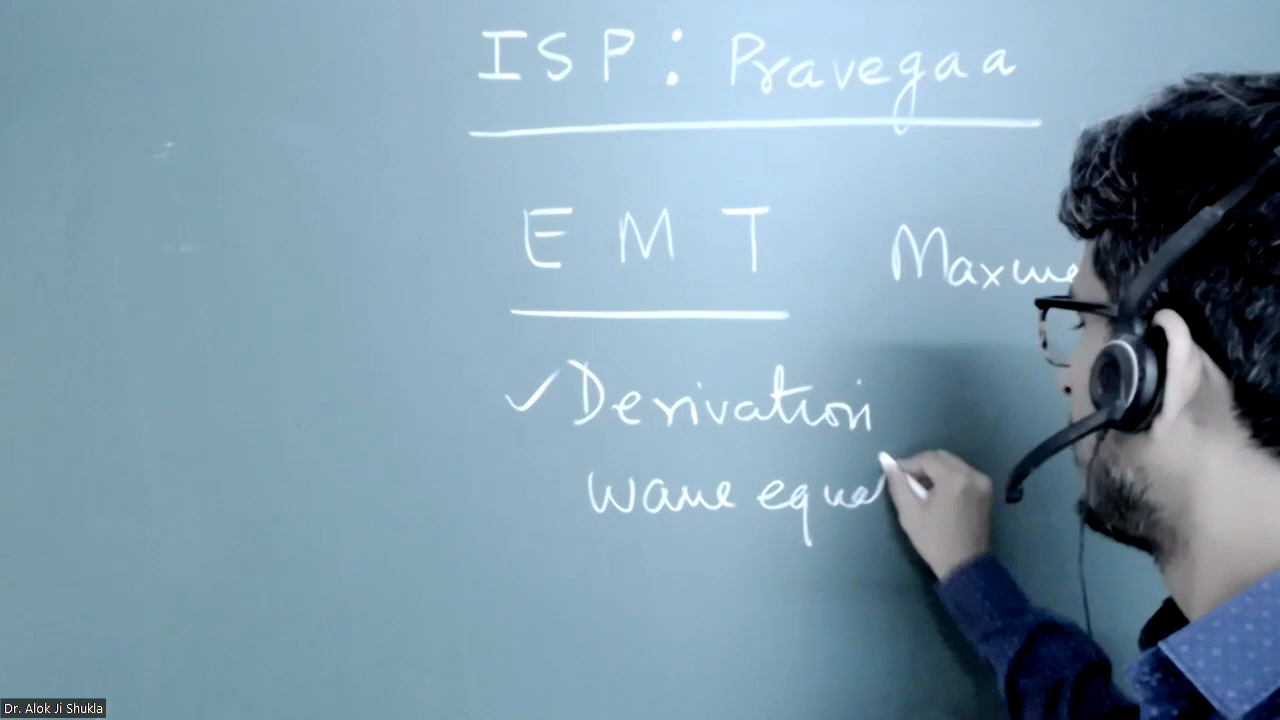 ISP: Pravegaa
EMT Maxwe
✓ Derivation
wave equa
Dr. Alok Ji Shukla